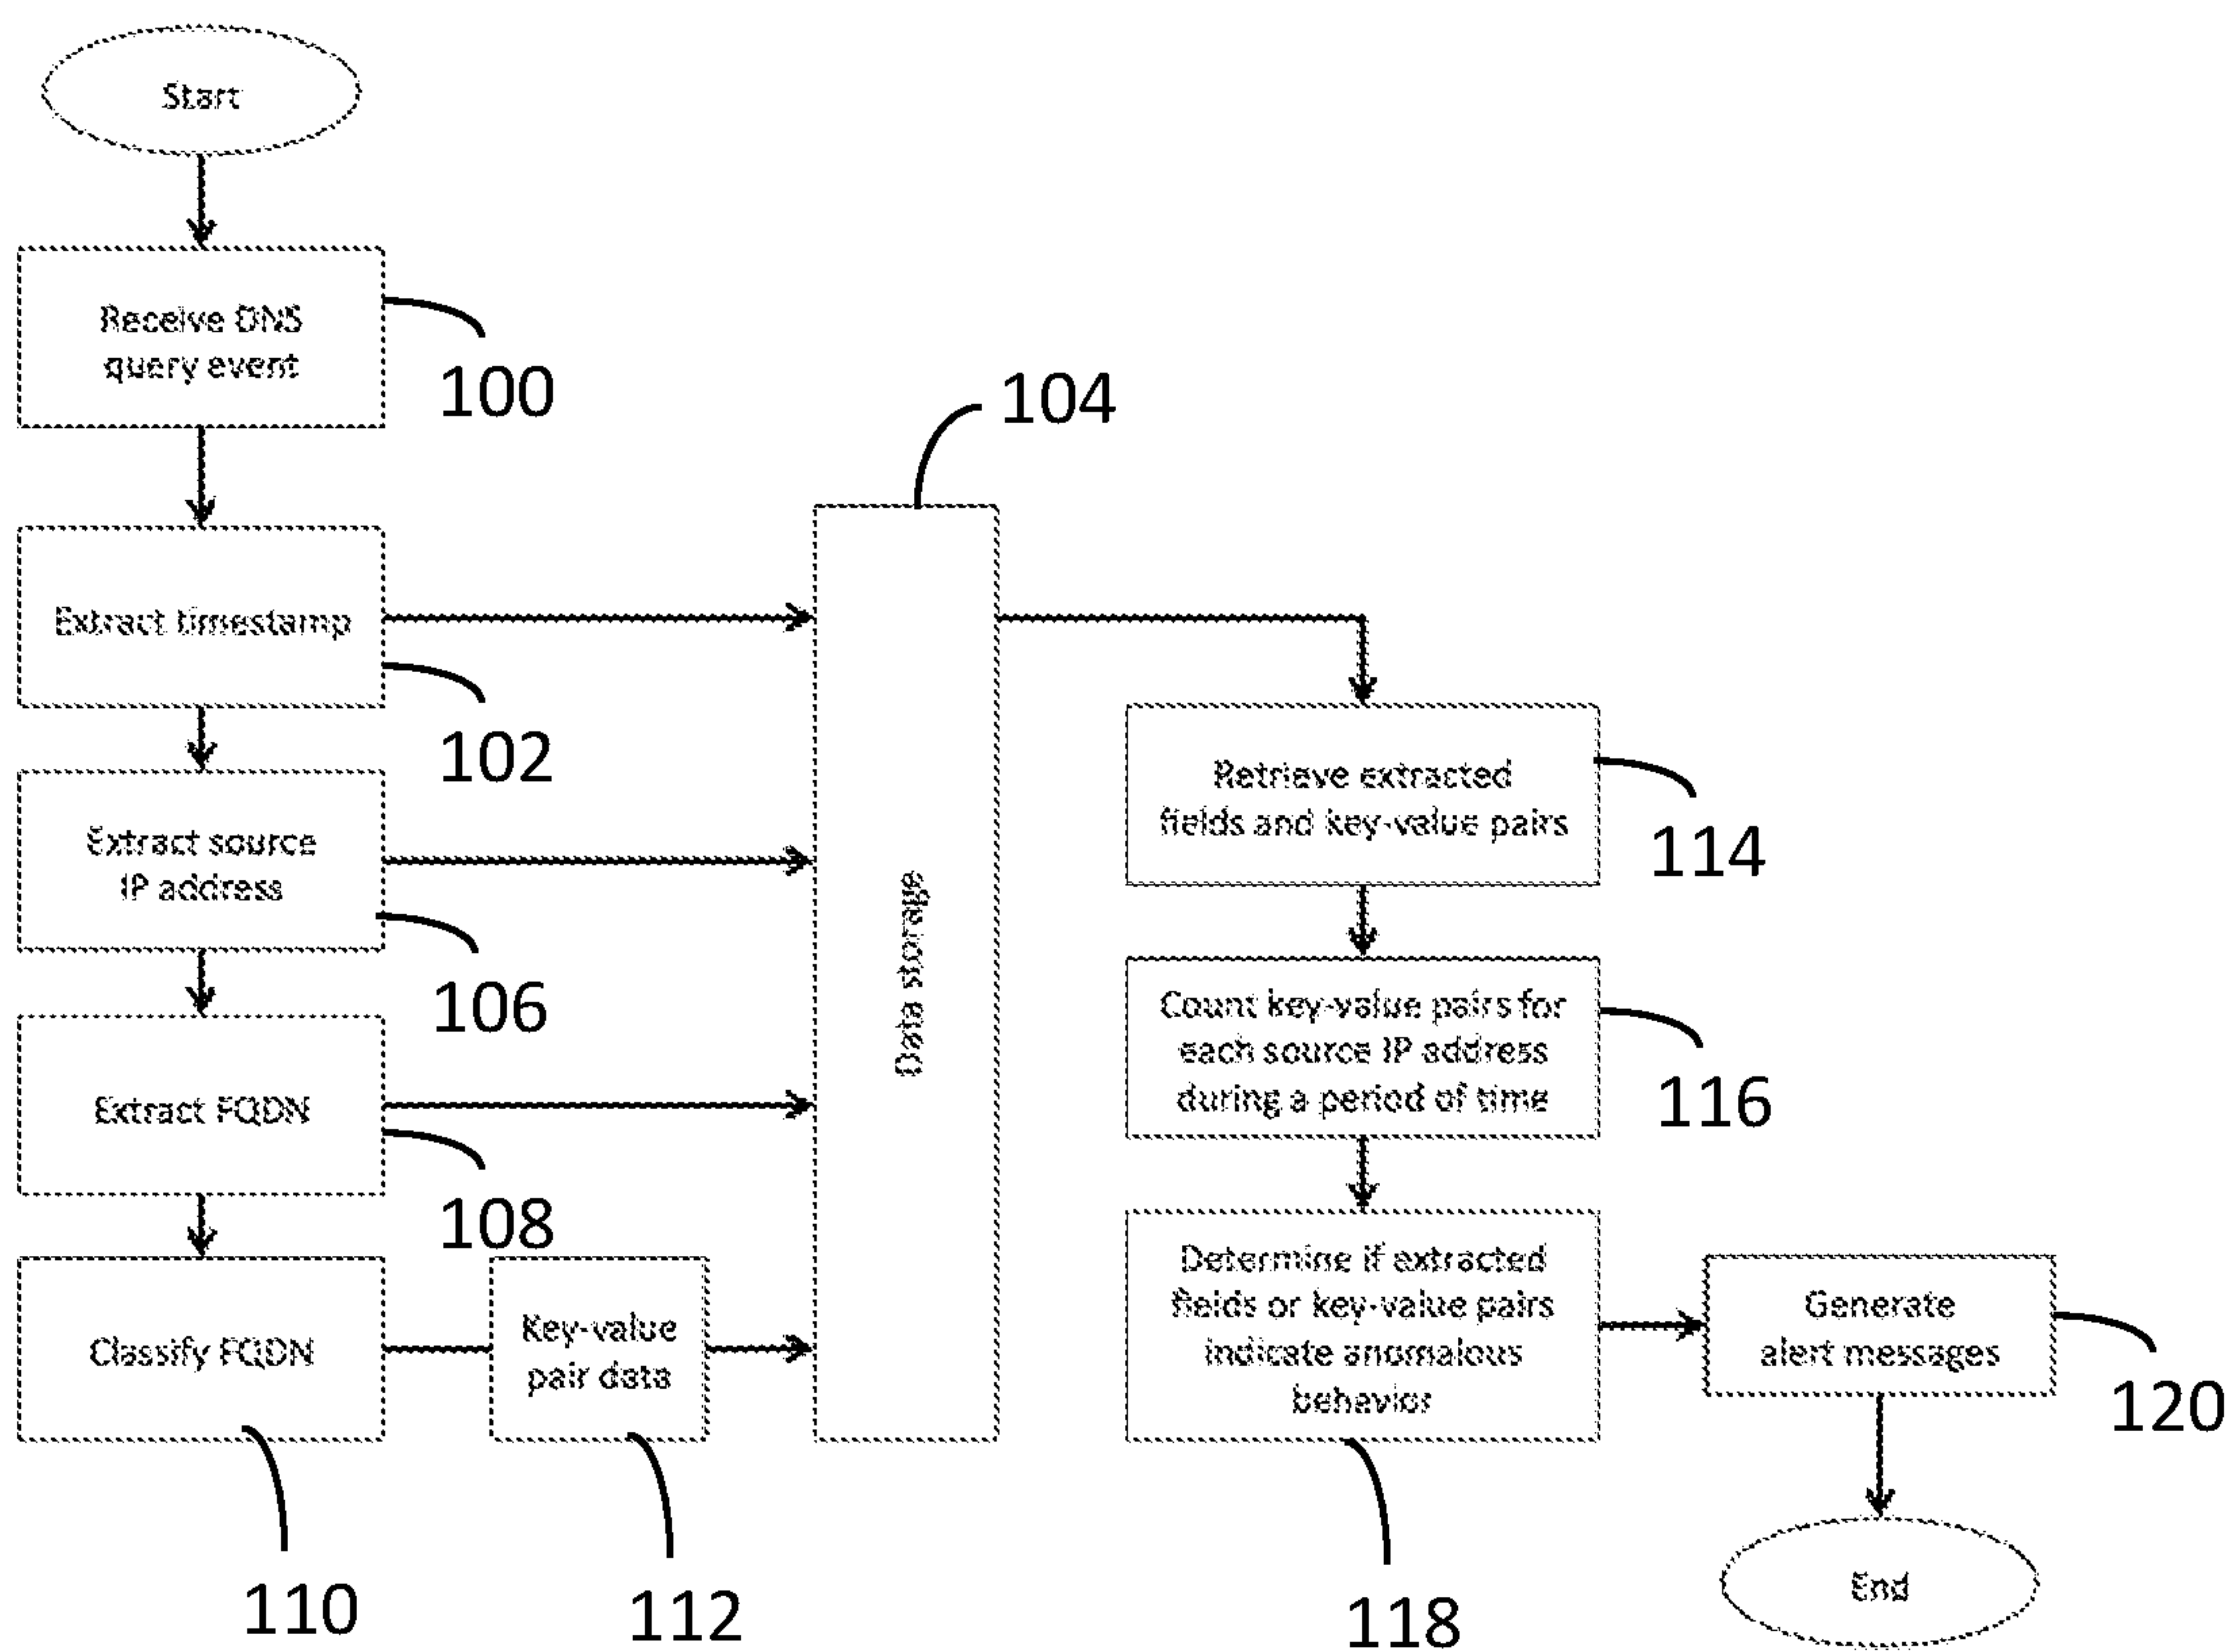 Start
Receive DNS
query event
100
Extract timestamp
102
Extract source
IP address
106
Extract FQDN
108
Classify FQDN
110
Key-value
pair data
112
104
Data storage
Retrieve extracted
fields and key-value pairs
114
Count key-value pairs for
each source IP address
during a period of time
116
Determine if extracted
fields or key-value pairs
indicate anomalous
behavior
118
Generate
alert messages
120
End